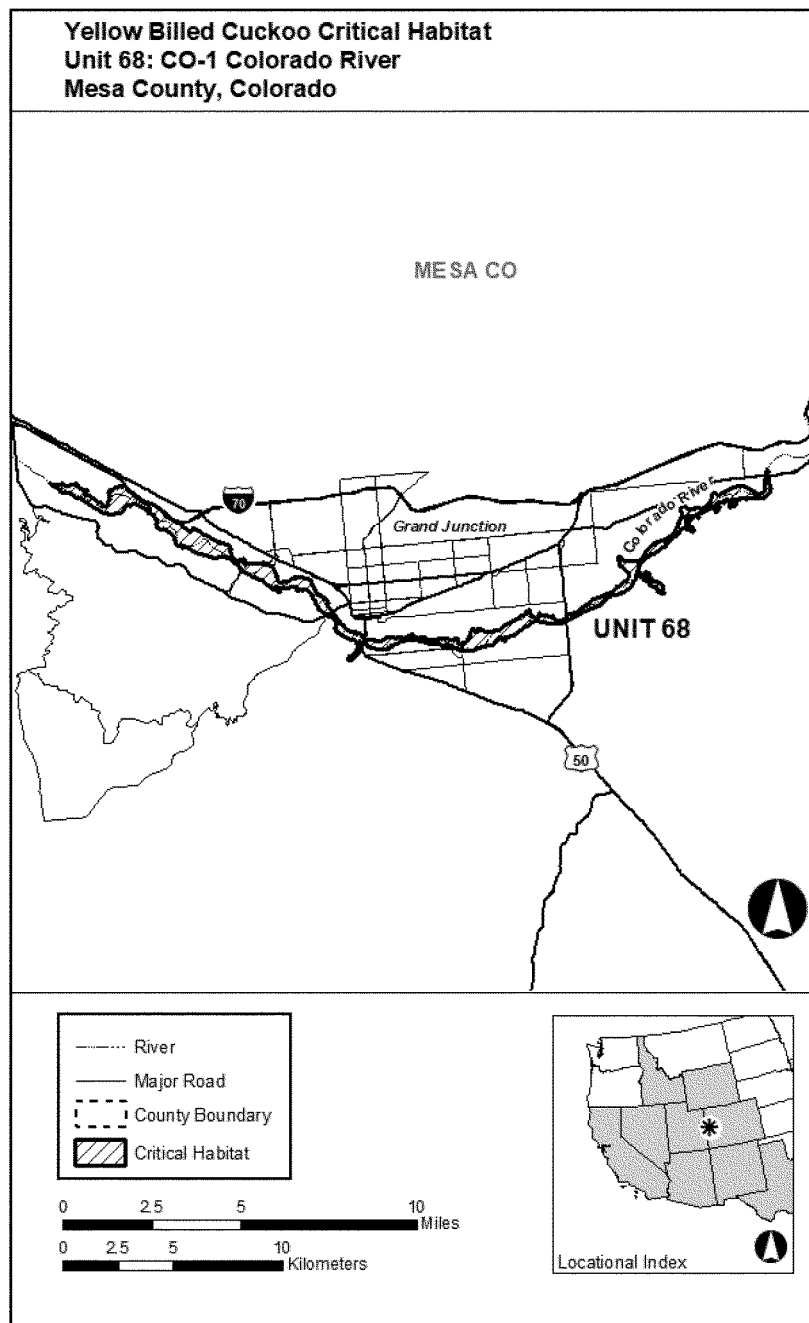 Yellow Billed Cuckoo Critical Habitat
Unit 68: CO-1 Colorado River
Mesa County, Colorado
MESA CO
70
Grand Junction
Colorado River
UNIT 68
50
River
Major Road
County Boundary
Critical Habitat
0 2.5 5 10
Miles
0 2.5 5 10
Kilometers
Locational Index